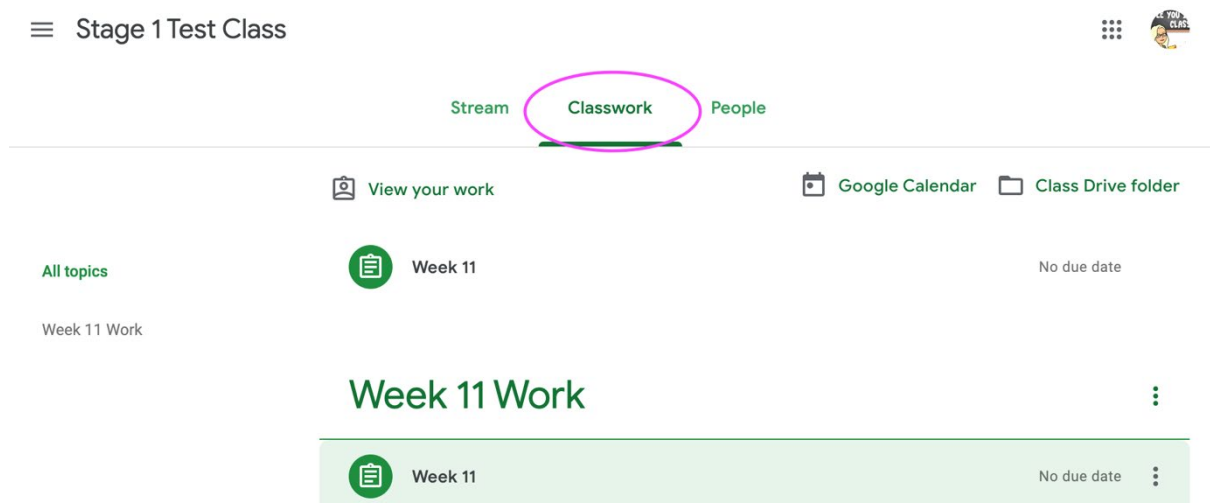 Stage 1 Test Class
Stream Classwork People
View your work Google Calendar Class Drive folder
Week 11 No due date
All topics
Week 11 Work
Week 11 Work
Week 11 No due date